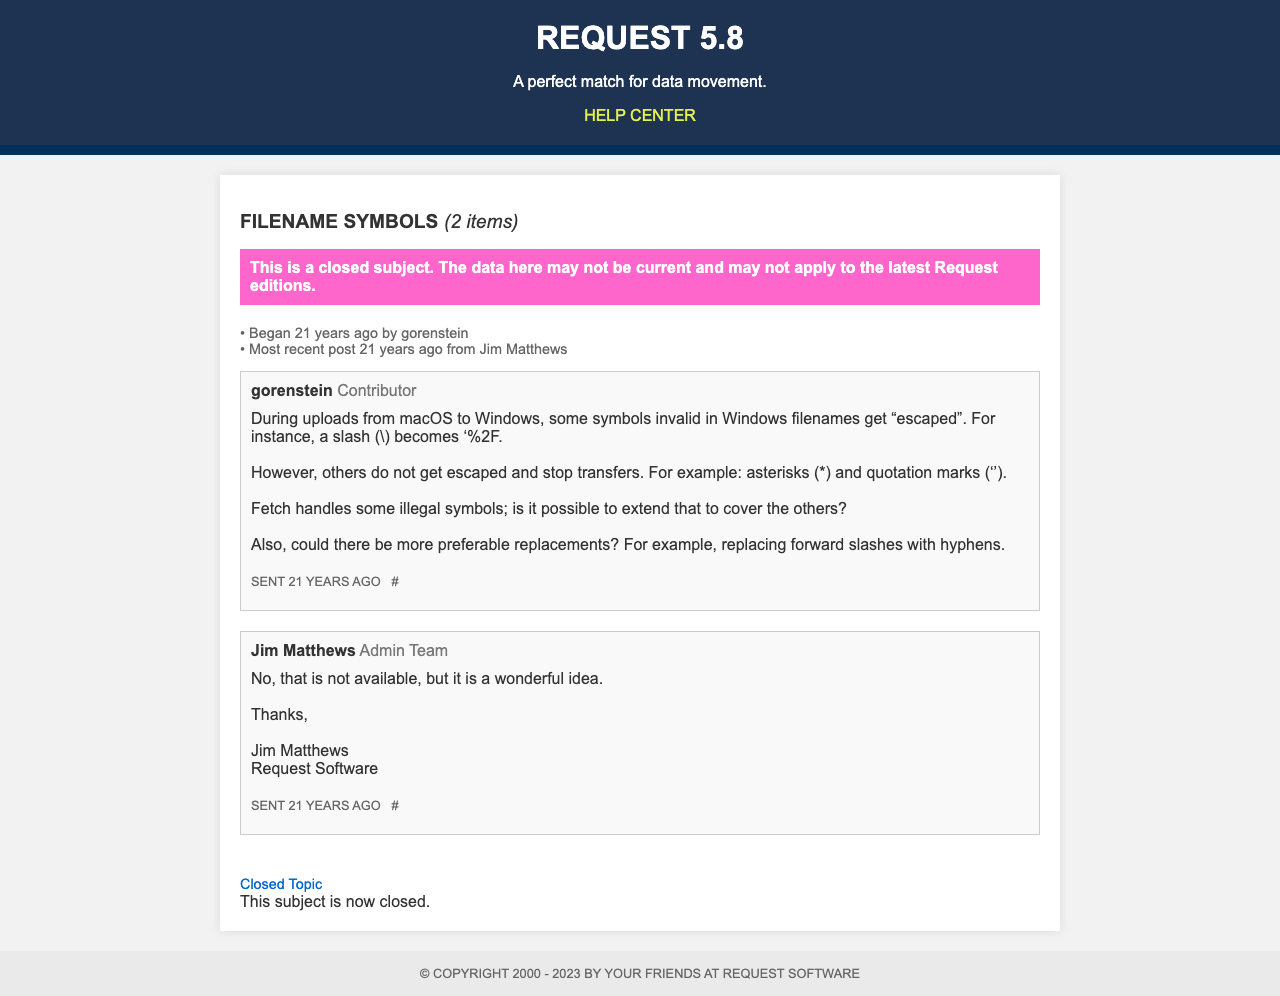 REQUEST 5.8
A perfect match for data movement.
HELP CENTER
FILENAME SYMBOLS (2 items)
This is a closed subject. The data here may not be current and may not apply to the latest Request
editions.
• Began 21 years ago by gorenstein
• Most recent post 21 years ago from Jim Matthews
gorenstein Contributor
During uploads from macOS to Windows, some symbols invalid in Windows filenames get “escaped”. For
instance, a slash (\) becomes ‘%2F.
However, others do not get escaped and stop transfers. For example: asterisks (*) and quotation marks (‘’).
Fetch handles some illegal symbols; is it possible to extend that to cover the others?
Also, could there be more preferable replacements? For example, replacing forward slashes with hyphens.
SENT 21 YEARS AGO #
Jim Matthews Admin Team
No, that is not available, but it is a wonderful idea.
Thanks,
Jim Matthews
Request Software
SENT 21 YEARS AGO #
Closed Topic
This subject is now closed.
© COPYRIGHT 2000 - 2023 BY YOUR FRIENDS AT REQUEST SOFTWARE